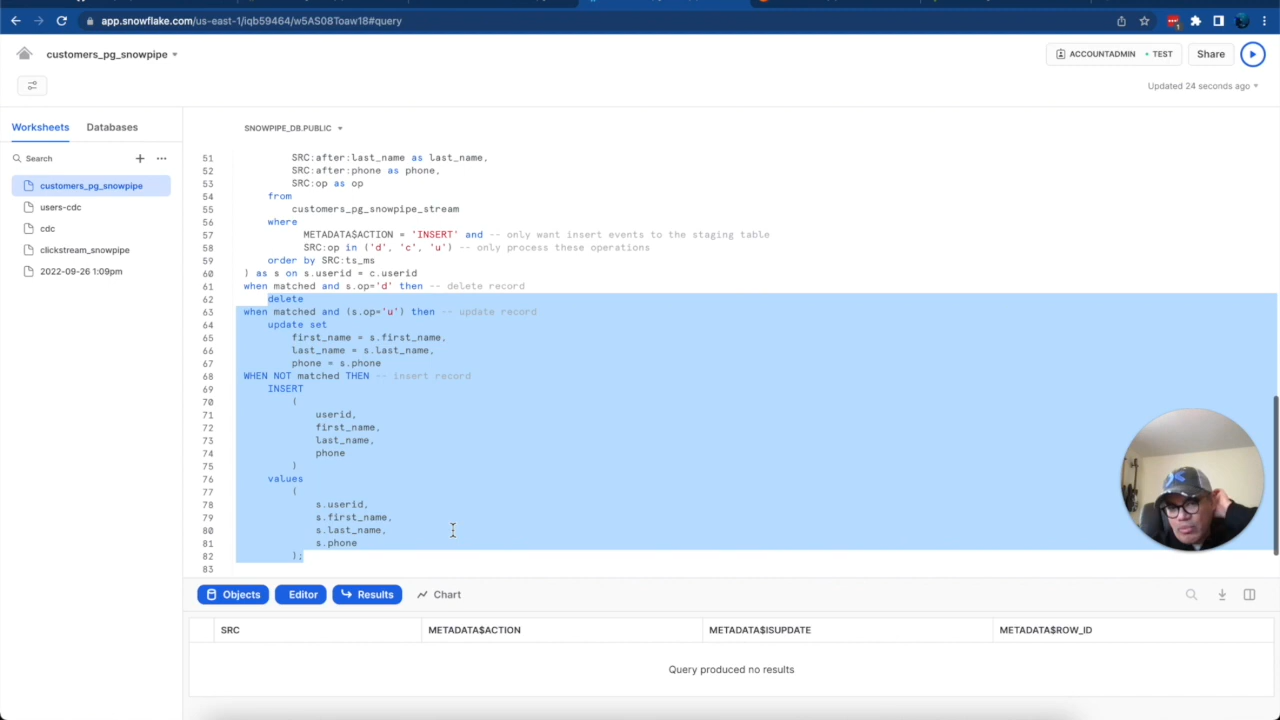 app.snowflake.com/us-east-1/iqb59464/w5AS08Toaw18#query
customers_pg_snowpipe
ACCOUNTADMIN • TEST
Share
Updated 24 seconds ago
Worksheets
Databases
Search
customers_pg_snowpipe
users-cdc
cdc
clickstream_snowpipe
2022-09-26 1:09pm
SNOWPIPE_DB.PUBLIC
51 SRC:after:last_name as last_name,
52 SRC:after:phone as phone,
53 SRC:op as op
54 from
55 customers_pg_snowpipe_stream
56 where
57 METADATA$ACTION = 'INSERT' and -- only want insert events to the staging table
58 SRC:op in ('d', 'c', 'u') -- only process these operations
59 order by SRC:ts_ms
60 ) as s on s.userid = c.userid
61 when matched and s.op='d' then -- delete record
62 delete
63 when matched and (s.op='u') then -- update record
64 update set
65 first_name = s.first_name,
66 last_name = s.last_name,
67 phone = s.phone
68 WHEN NOT matched THEN -- insert record
69 INSERT
70 (
71 userid,
72 first_name,
73 last_name,
74 phone
75 )
76 values
77 (
78 s.userid,
79 s.first_name,
80 s.last_name,
81 s.phone
82 );
83
Objects
Editor
Results
Chart
SRC
METADATA$ACTION
METADATA$ISUPDATE
METADATA$ROW_ID
Query produced no results